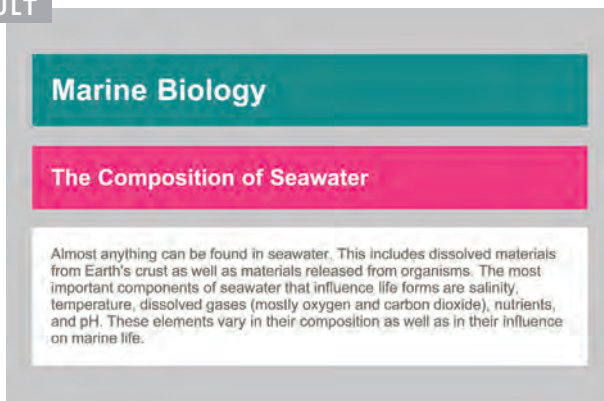 ULT
Marine Biology
The Composition of Seawater
Almost anything can be found in seawater. This includes dissolved materials
from Earth's crust as well as materials released from organisms. The most
important components of seawater that influence life forms are salinity,
temperature, dissolved gases (mostly oxygen and carbon dioxide), nutrients,
and pH. These elements vary in their composition as well as in their influence
on marine life.